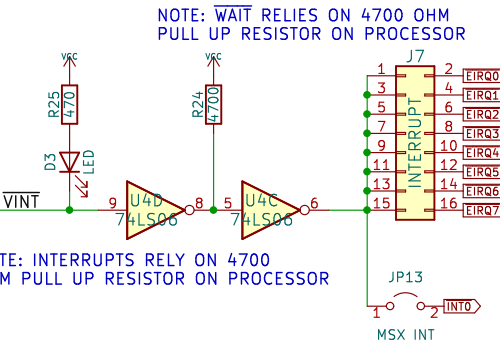 NOTE: WAIT RELIES ON 4700 OHM
PULL UP RESISTOR ON PROCESSOR
vcc
vcc
J7
R25
470
R24
4700
1 2 EIRQ0
3 4 EIRQ1
5 6 EIRQ2
7 8 EIRQ3
9 10 EIRQ4
11 12 EIRQ5
13 14 EIRQ6
15 16 EIRQ7
INTERRUPT
D3
LED
VINT
9 U4D 8
74LS06
5 U4C 6
74LS06
TE: INTERRUPTS RELY ON 4700
M PULL UP RESISTOR ON PROCESSOR
JP13
1 2 INT0
MSX INT